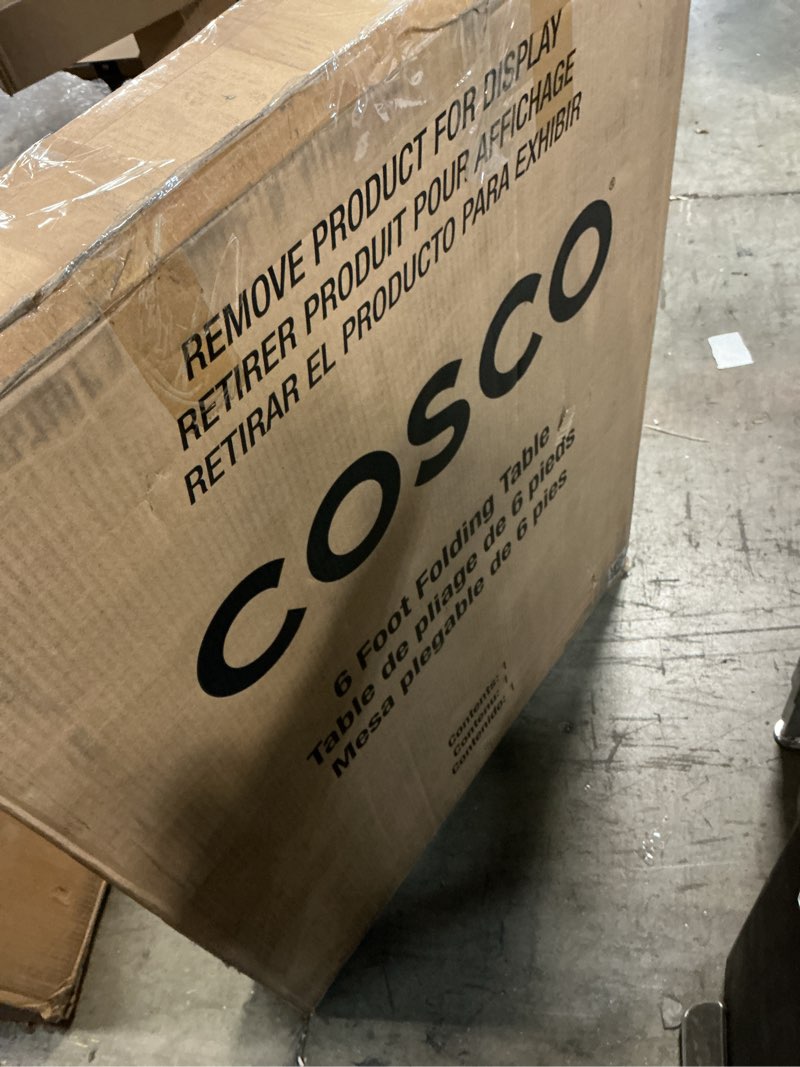 REMOVE PRODUCT FOR DISPLAY
RETIRER PRODUIT POUR AFFICHAGE
RETIRAR EL PRODUCTO PARA EXHIBIR
COSCO®
6 Foot Folding Table /
Table de pliage de 6 pieds
Mesa plegable de 6 pies
Contents: 1
Contenu: 1
Contenido: 1